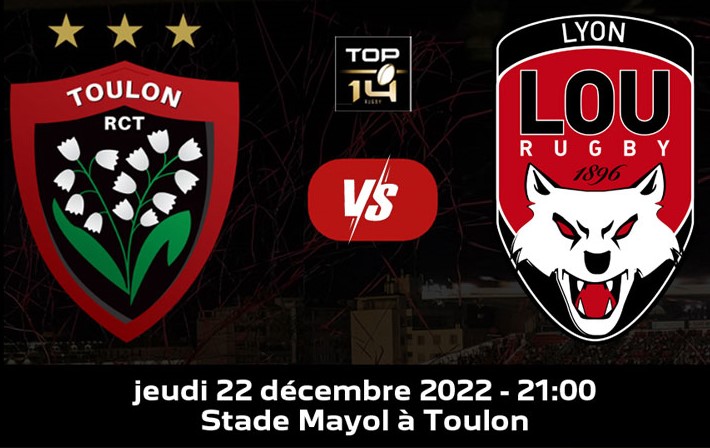 TOULON
RCT
TOP
14
RUGBY
VS
LYON
LOU
RUGBY
1896
jeudi 22 décembre 2022 - 21:00
Stade Mayol à Toulon